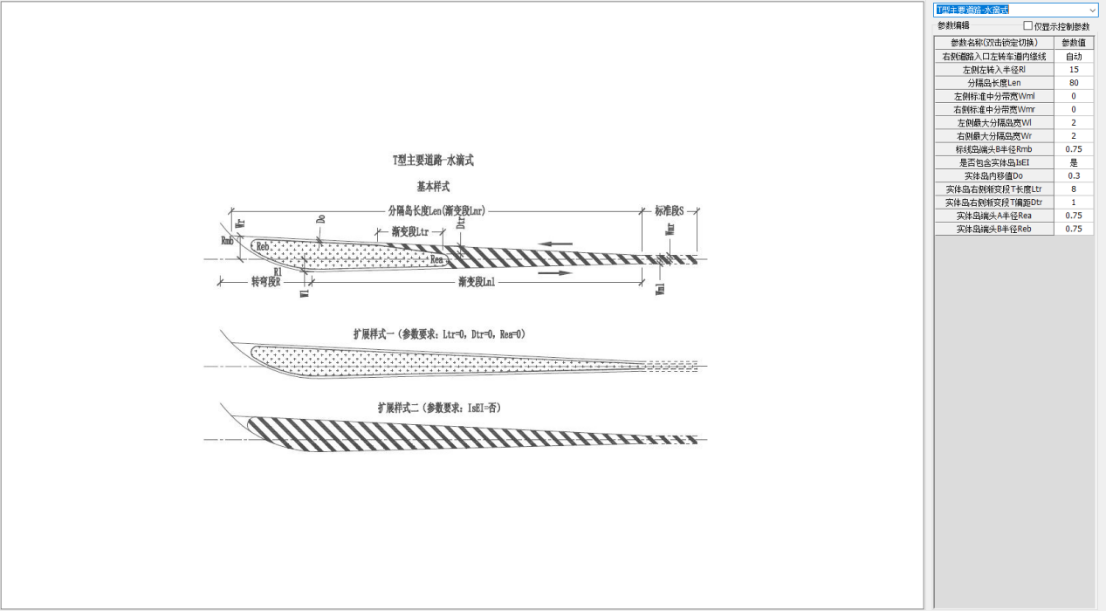 T型主要道路-水滴式
基本样式
分隔岛长度Len(渐变段Lnr)
标准段S
Wr
Do
Dtr
渐变段Ltr
Rmb
Reb
Rea
Rl
转弯段R
Wl
渐变段Lnl
Wml
扩展样式一（参数要求：Ltr=0，Dtr=0，Rea=0）
扩展样式二（参数要求：IsEI=否）
T型主要道路-水滴式
参数编辑
仅显示控制参数
参数名称(双击锁定切换) 参数值
右侧道路入口左转车道内缘线 自动
左侧左转入半径Rl 15
分隔岛长度Len 80
左侧标准中分带宽Wml 0
右侧标准中分带宽Wmr 0
左侧最大分隔岛宽Wl 2
右侧最大分隔岛宽Wr 2
标线岛端头B半径Rmb 0.75
是否包含实体岛IsEI 是
实体岛内移值Do 0.3
实体岛右侧渐变段T长度Ltr 8
实体岛右侧渐变段T偏距Dtr 1
实体岛端头A半径Rea 0.75
实体岛端头B半径Reb 0.75